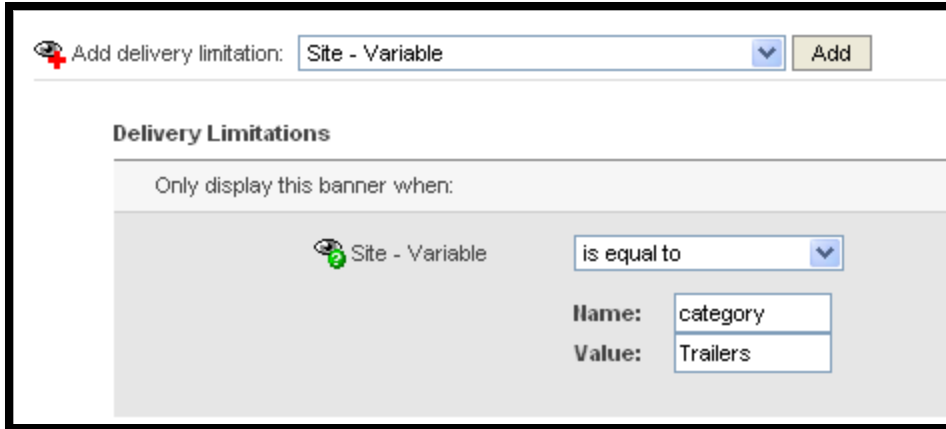 Add delivery limitation: Site - Variable Add
Delivery Limitations
Only display this banner when:
Site - Variable is equal to
Name: category
Value: Trailers